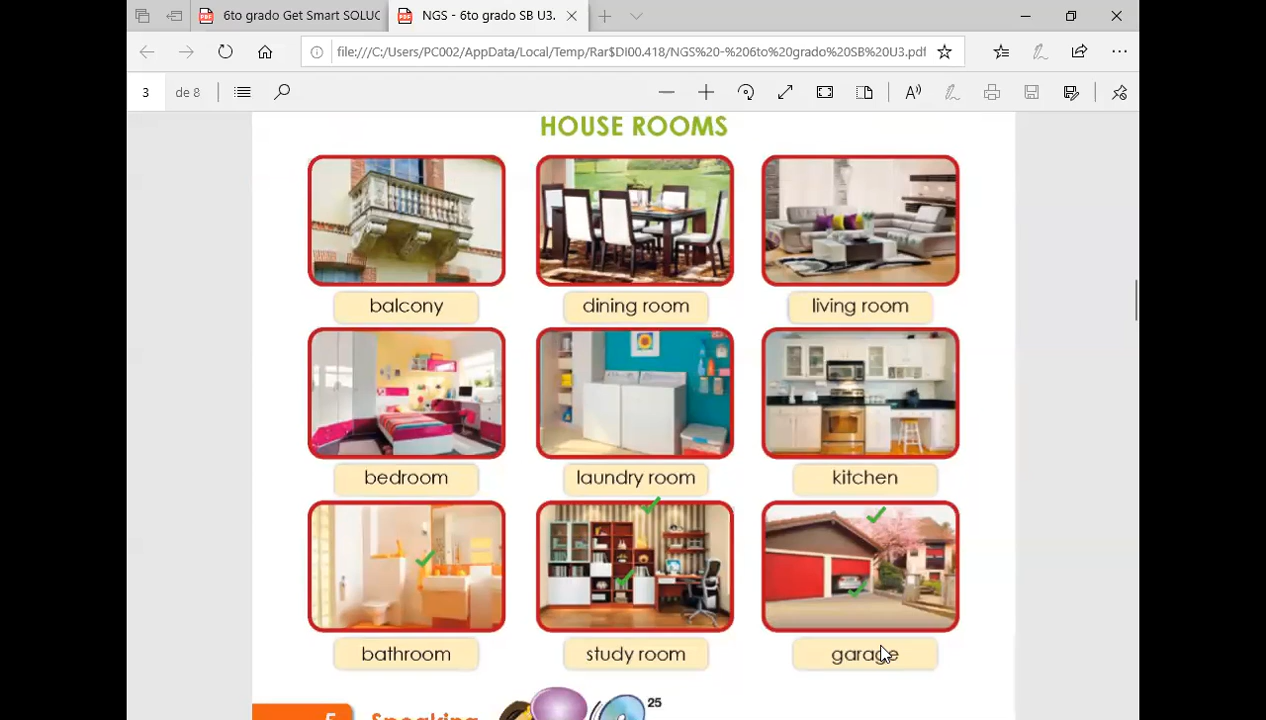 6to grado Get Smart SOLUC
NGS - 6to grado SB U3.
file:///C:/Users/PC002/AppData/Local/Temp/Rar$DI00.418/NGS%20-%206to%20grado%20SB%20U3.pdf
3 de 8
HOUSE ROOMS
balcony dining room living room
bedroom laundry room kitchen
bathroom study room garage
5 Speaking 25